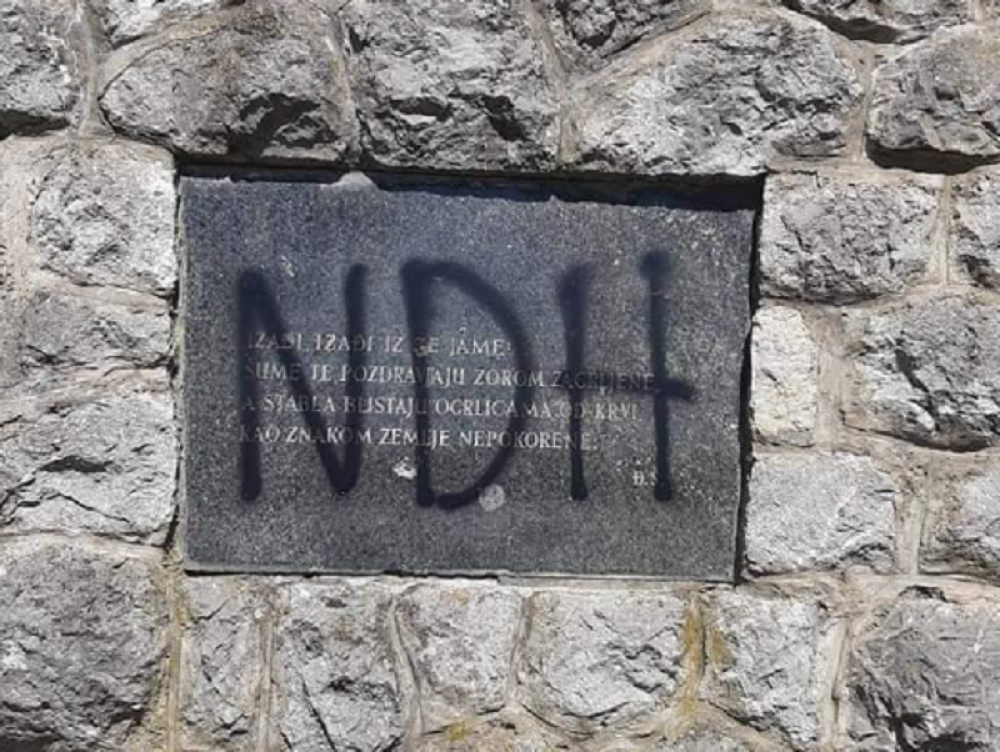 IZAĐI, IZAĐI IZ TE JAME!
ŠUME TE POZDRAVLJAJU ZOROM ZAGRLJENE
A STABLA BLISTAJU OGRLICAMA OD KRVI
KAO ZNAKOM ZEMLJE NEPOKORENE.
NDH